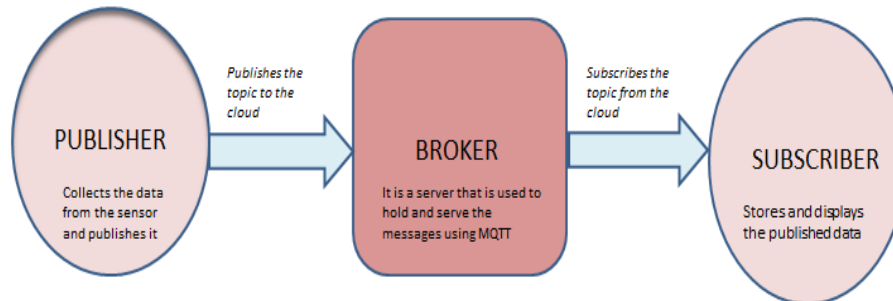 PUBLISHER
Collects the data
from the sensor
and publishes it
Publishes the
topic to the
cloud
BROKER
It is a server that is used to
hold and serve the
messages using MQTT
Subscribes the
topic from the
cloud
SUBSCRIBER
Stores and displays
the published data